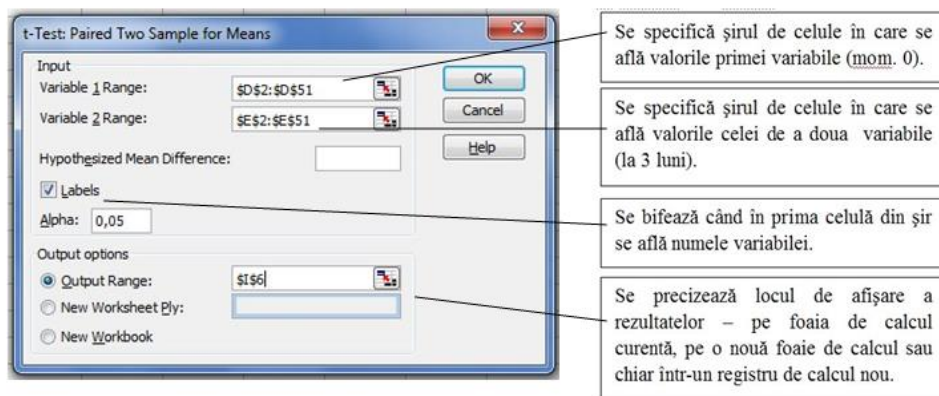 t-Test: Paired Two Sample for Means
Input
Variable 1 Range:
$D$2:$D$51
Variable 2 Range:
$E$2:$E$51
Hypothesized Mean Difference:
Labels
Alpha:
0,05
Output options
Output Range:
$I$6
New Worksheet Ply:
New Workbook
OK
Cancel
Help
Se specifică şirul de celule în care se
află valorile primei variabile (mom. 0).
Se specifică şirul de celule în care se
află valorile celei de a doua variabile
(la 3 luni).
Se bifează când în prima celulă din şir
se află numele variabilei.
Se precizează locul de afişare a
rezultatelor – pe foaia de calcul
curentă, pe o nouă foaie de calcul sau
chiar într-un registru de calcul nou.